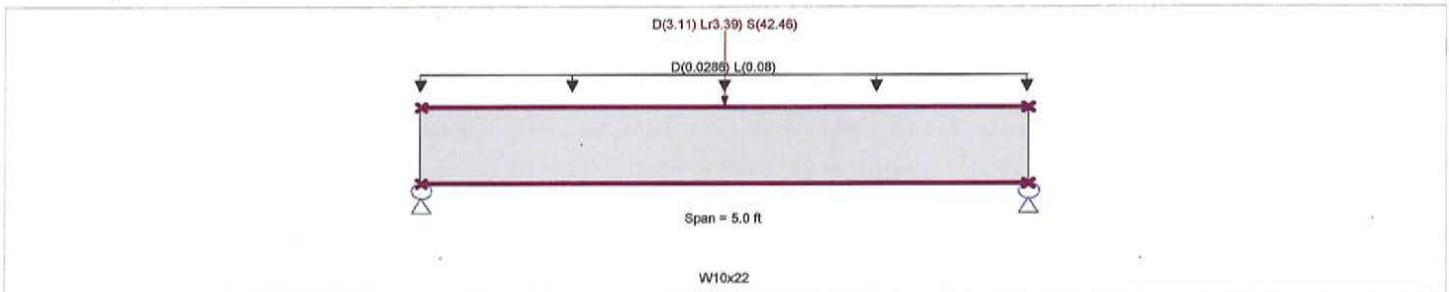 D(3.11) Lr3.39) S(42.46)
D(0.0286) L(0.08)
Span = 5.0 ft
W10x22